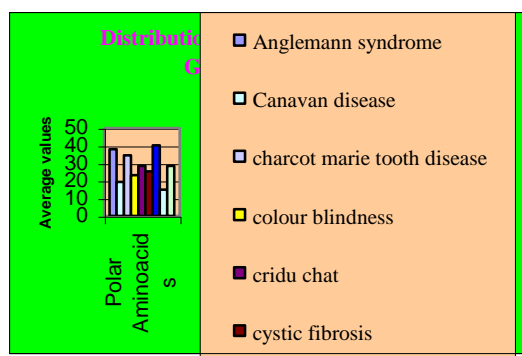 Distributio
G
Average values
50
40
30
20
10
0
Polar
Aminoacid
s
Anglemann syndrome
Canavan disease
charcot marie tooth disease
colour blindness
cridu chat
cystic fibrosis